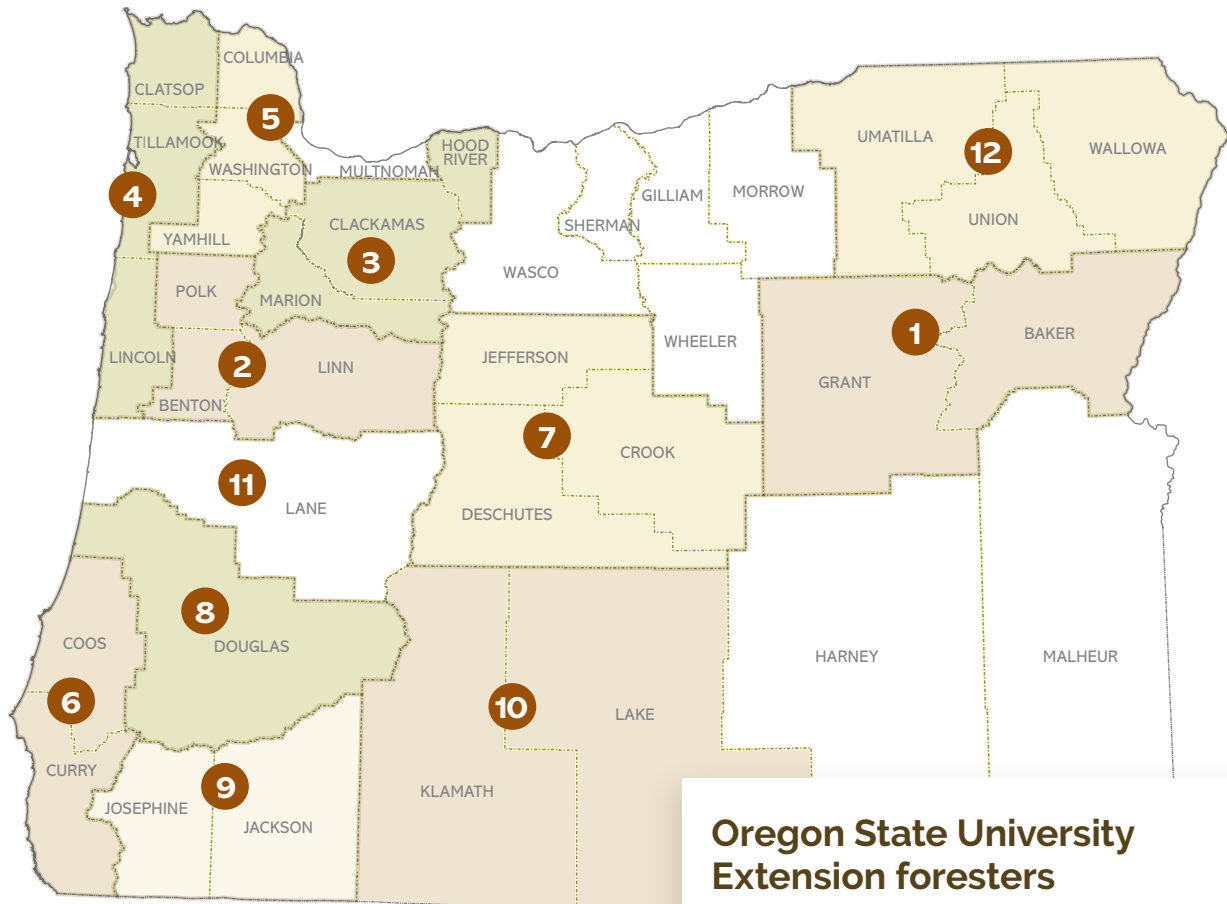 COLUMBIA
CLATSOP
5
TILLAMOOK
HOOD
RIVER
UMATILLA
12
WALLOWA
WASHINGTON
MULTNOMAH
GILLIAM
MORROW
4
SHERMAN
UNION
CLACKAMAS
YAMHILL
3
WASCO
POLK
MARION
1
BAKER
WHEELER
LINCOLN
2
LINN
JEFFERSON
GRANT
BENTON
7
CROOK
11
LANE
DESCHUTES
8
COOS
DOUGLAS
HARNEY
MALHEUR
6
10
LAKE
CURRY
9
KLAMATH
JOSEPHINE
JACKSON
Oregon State University
Extension foresters